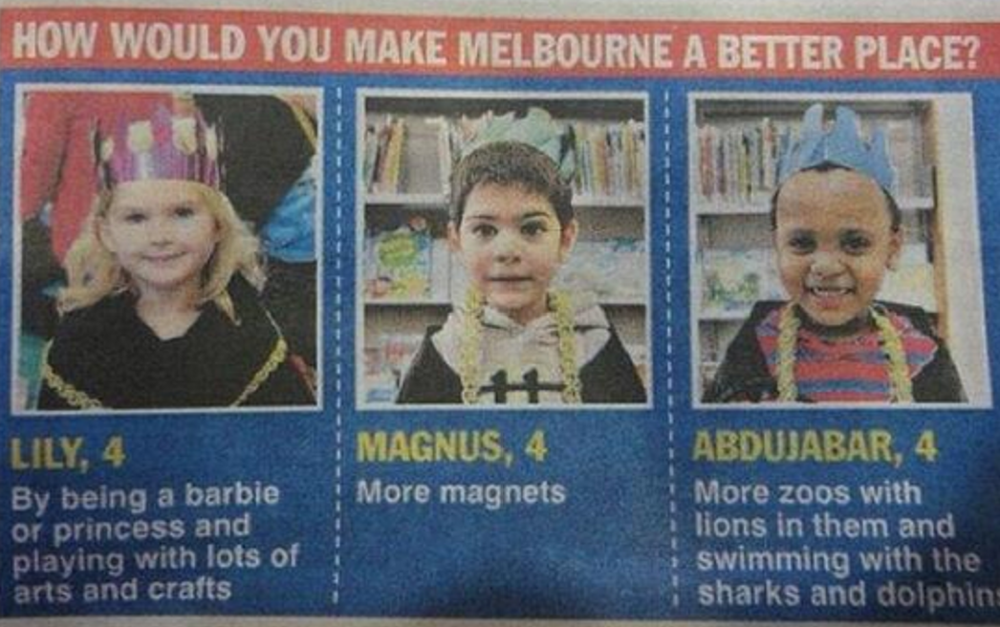 HOW WOULD YOU MAKE MELBOURNE A BETTER PLACE?
LILY, 4
By being a barbie
or princess and
playing with lots of
arts and crafts
MAGNUS, 4
More magnets
ABDUJABAR, 4
More zoos with
lions in them and
swimming with the
sharks and dolphins